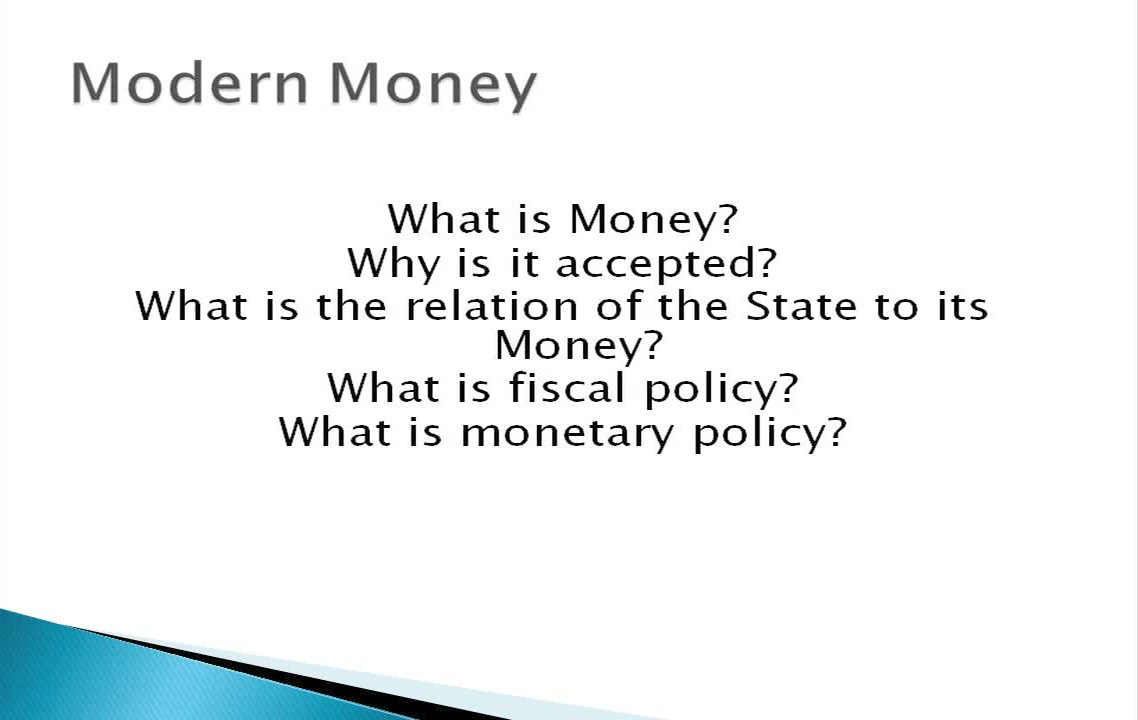 Modern Money
What is Money?
Why is it accepted?
What is the relation of the State to its
Money?
What is fiscal policy?
What is monetary policy?